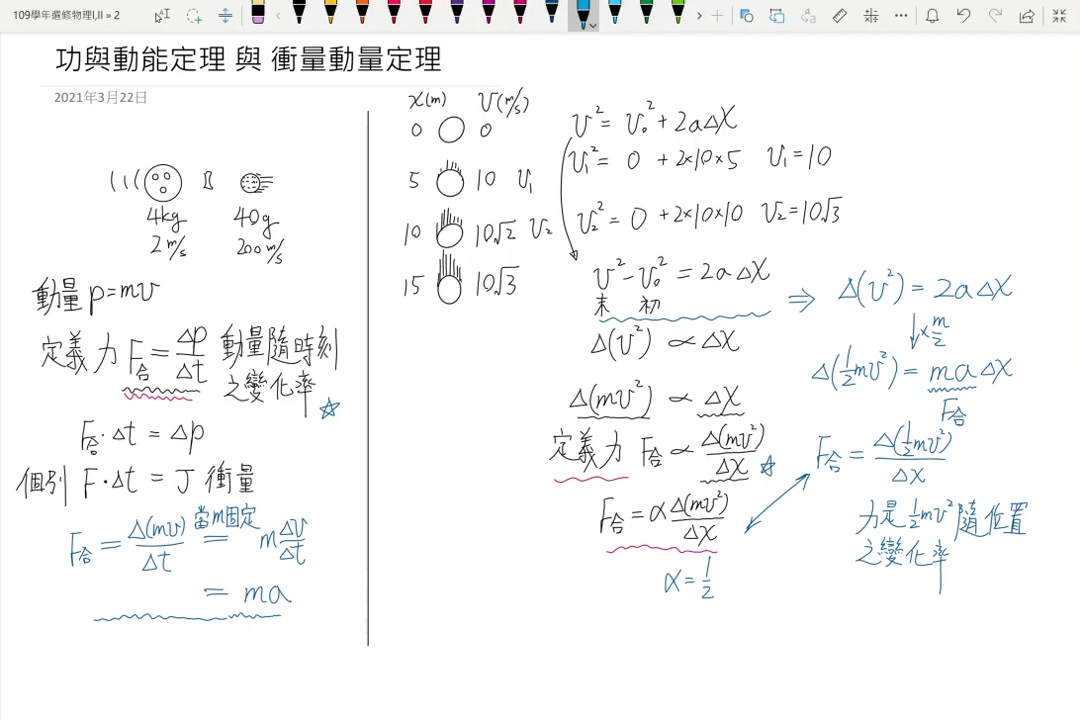 109學年選修物理I,II » 2
功與動能定理 與 衝量動量定理
2021年3月22日
4kg 40g
2 m/s 200 m/s
動量 p=mv
定義力 F合 = Δp/Δt 動量隨時刻之變化率
F合·Δt = Δp
個別 F·Δt = J 衝量
F合 = Δ(mv)/Δt 當m固定 = m Δv/Δt
= ma
x(m) v(m/s)
0 0
5 10 v₁
10 10√2 v₂
15 10√3
v² = v₀² + 2aΔx
v₁² = 0 + 2×10×5 v₁ = 10
v₂² = 0 + 2×10×10 v₂ = 10√3
v² - v₀² = 2aΔx
末 初
Δ(v²) ∝ Δx
Δ(mv²) ∝ Δx
定義力 F合 ∝ Δ(mv²)/Δx
F合 = α Δ(mv²)/Δx
α = 1/2
⇒ Δ(v²) = 2aΔx
↓ × m/2
Δ(1/2 mv²) = maΔx
F合
F合 = Δ(1/2 mv²)/Δx
力是 1/2 mv² 隨位置
之變化率